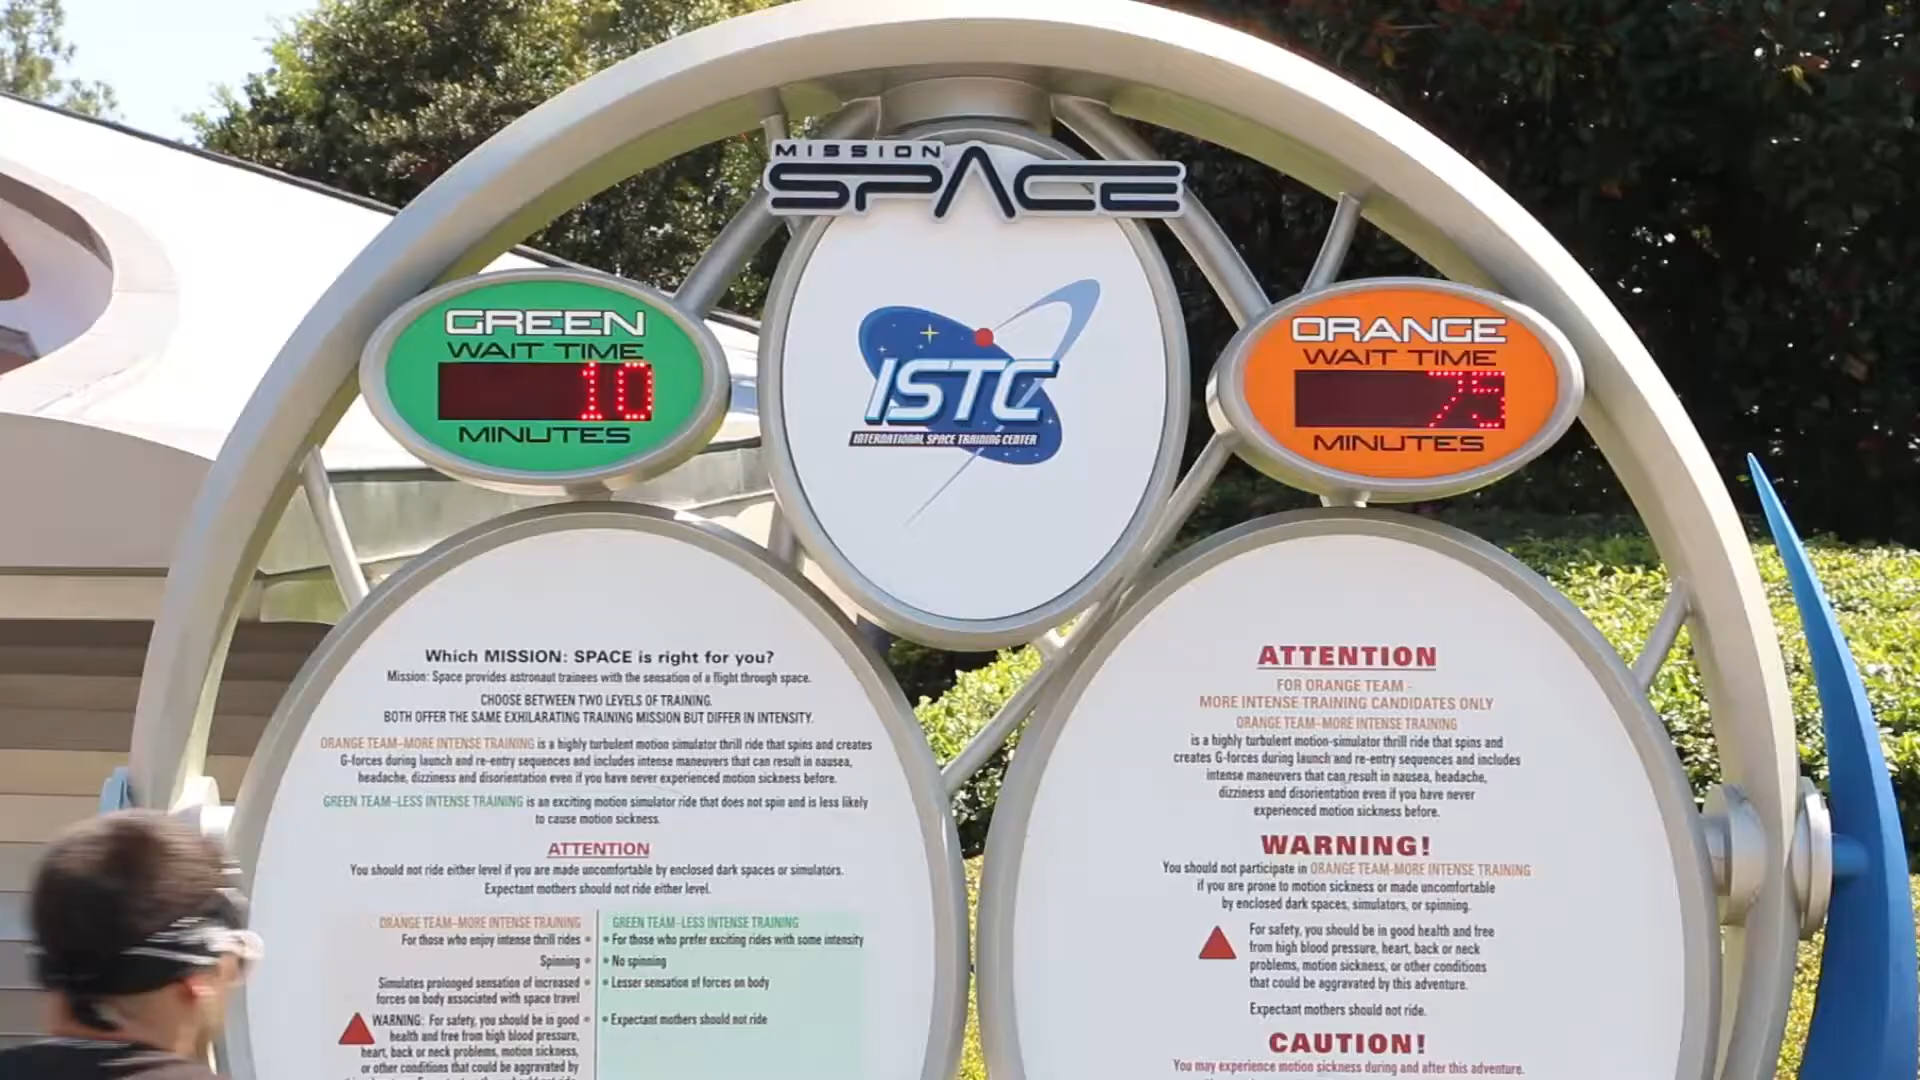 MISSION
SPACE
GREEN
WAIT TIME
10
MINUTES
ISTC
INTERNATIONAL SPACE TRAINING CENTER
ORANGE
WAIT TIME
75
MINUTES
Which MISSION: SPACE is right for you?
Mission: Space provides astronaut trainees with the sensation of a flight through space.
CHOOSE BETWEEN TWO LEVELS OF TRAINING.
BOTH OFFER THE SAME EXHILARATING TRAINING MISSION BUT DIFFER IN INTENSITY.
ORANGE TEAM–MORE INTENSE TRAINING is a highly turbulent motion simulator thrill ride that spins and creates
G-forces during launch and re-entry sequences and includes intense maneuvers that can result in nausea,
headache, dizziness and disorientation even if you have never experienced motion sickness before.
GREEN TEAM–LESS INTENSE TRAINING is an exciting motion simulator ride that does not spin and is less likely
to cause motion sickness.
ATTENTION
You should not ride either level if you are made uncomfortable by enclosed dark spaces or simulators.
Expectant mothers should not ride either level.
ORANGE TEAM–MORE INTENSE TRAINING
For those who enjoy intense thrill rides •
Spinning •
Simulates prolonged sensation of increased •
forces on body associated with space travel
WARNING: For safety, you should be in good •
health and free from high blood pressure,
heart, back or neck problems, motion sickness,
or other conditions that could be aggravated by
GREEN TEAM–LESS INTENSE TRAINING
• For those who prefer exciting rides with some intensity
• No spinning
• Lesser sensation of forces on body
• Expectant mothers should not ride
ATTENTION
FOR ORANGE TEAM -
MORE INTENSE TRAINING CANDIDATES ONLY
ORANGE TEAM–MORE INTENSE TRAINING
is a highly turbulent motion-simulator thrill ride that spins and
creates G-forces during launch and re-entry sequences and includes
intense maneuvers that can result in nausea, headache,
dizziness and disorientation even if you have never
experienced motion sickness before.
WARNING!
You should not participate in ORANGE TEAM-MORE INTENSE TRAINING
if you are prone to motion sickness or made uncomfortable
by enclosed dark spaces, simulators, or spinning.
For safety, you should be in good health and free
from high blood pressure, heart, back or neck
problems, motion sickness, or other conditions
that could be aggravated by this adventure.
Expectant mothers should not ride.
CAUTION!
You may experience motion sickness during and after this adventure.